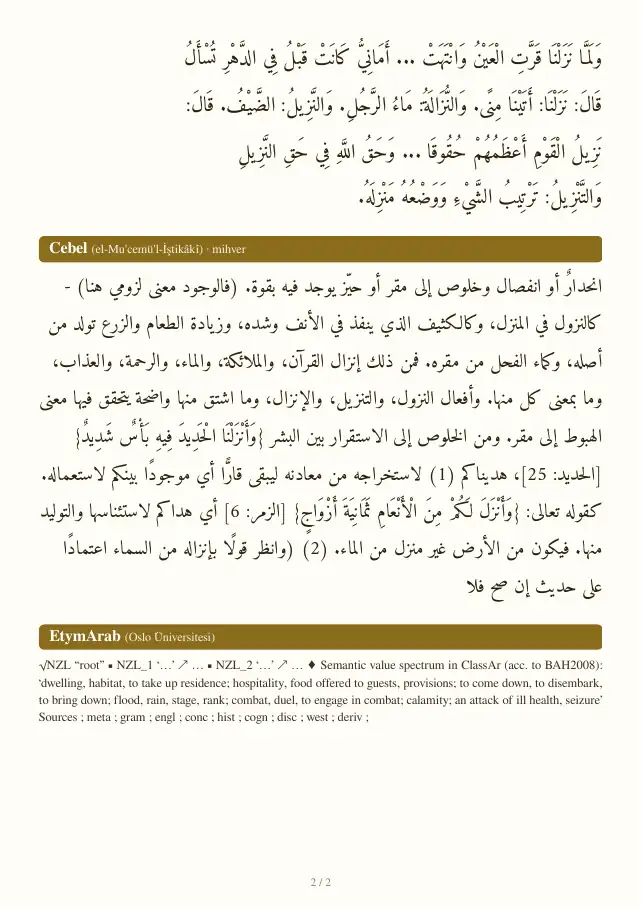 وَلَمَّا نَزَلْنَا قَرَّتِ الْعَيْنُ وَانْتَهَتْ ... أَمَانِيُّ كَانَتْ قَبْلُ فِي الدَّهْرِ تُسْأَلُ
قَالَ: نَزَلْنَا: أَتَيْنَا مِنًى. وَالنُّزَالَةُ: مَاءُ الرَّجُلِ. وَالنَّزِيلُ: الضَّيْفُ. قَالَ:
نَزِيلُ الْقَوْمِ أَعْظَمُهُمْ حُقُوقًا ... وَحَقُ اللَّهِ فِي حَقِ النَّزِيلِ
وَالتَّنْزِيلُ: تَرْتِيبُ الشَّيْءِ وَوَضْعُهُ مَنْزِلَهُ.
Cebel (el-Mu'cemü'l-İştikâkî) · mihver
انحدارٌ أو انفصال وخلوص إلى مقر أو حيّز يوجد فيه بقوة. (فالوجود معنى لزومي هنا) -
كالنزول في المنزل، وكالكثيف الذي ينفذ في الأنف وشده، وزيادة الطعام والزرع تولد من
أصله، وكماء الفحل من مقره. فمن ذلك إنزال القرآن، والملائكة، والماء، والرحمة، والعذاب،
وما بمعنى كل منها. وأفعال النزول، والتنزيل، والإنزال، وما اشتق منها واضحة يتحقق فيها معنى
الهبوط إلى مقر. ومن الخلوص إلى الاستقرار بين البشر {وَأَنْزَلْنَا الْحَدِيدَ فِيهِ بَأْسٌ شَدِيدٌ}
[الحديد: 25]، هديناكم (1) لاستخراجه من معادنه ليبقى قارًّا أي موجودًا بينكم لاستعماله.
كقوله تعالى: {وَأَنْزَلَ لَكُمْ مِنَ الْأَنْعَامِ ثَمَانِيَةَ أَزْوَاجٍ} [الزمر: 6] أي هداكم لاستئناسها والتوليد
منها. فيكون من الأرض غير منزل من الماء. (2) (وانظر قولًا بإنزاله من السماء اعتمادًا
على حديث إن صح فلا
EtymArab (Oslo Üniversitesi)
√NZL “root” ▪ NZL_1 ‘…’ ↗ … ▪ NZL_2 ‘…’ ↗ … ♦ Semantic value spectrum in ClassAr (acc. to BAH2008):
‘dwelling, habitat, to take up residence; hospitality, food offered to guests, provisions; to come down, to disembark,
to bring down; flood, rain, stage, rank; combat, duel, to engage in combat; calamity; an attack of ill health, seizure’
Sources ; meta ; gram ; engl ; conc ; hist ; cogn ; disc ; west ; deriv ;
2 / 2